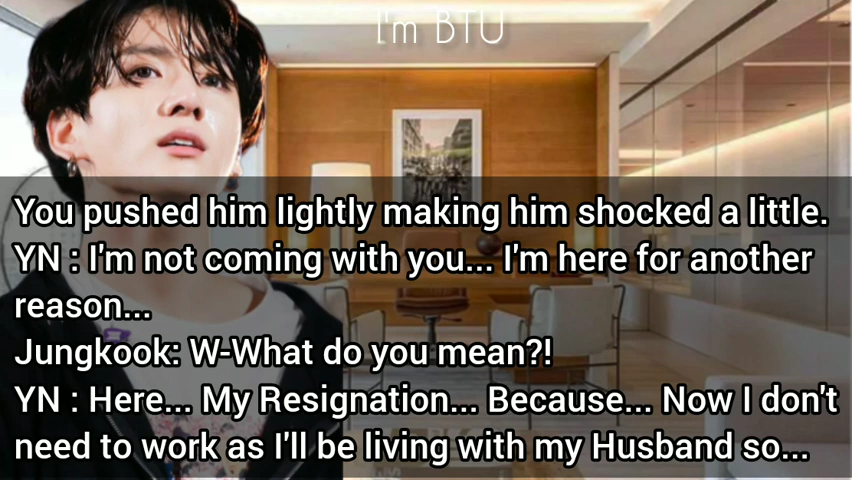 I'm BTU
You pushed him lightly making him shocked a little.
YN : I'm not coming with you... I'm here for another
reason...
Jungkook: W-What do you mean?!
YN : Here... My Resignation... Because... Now I don't
need to work as I'll be living with my Husband so...